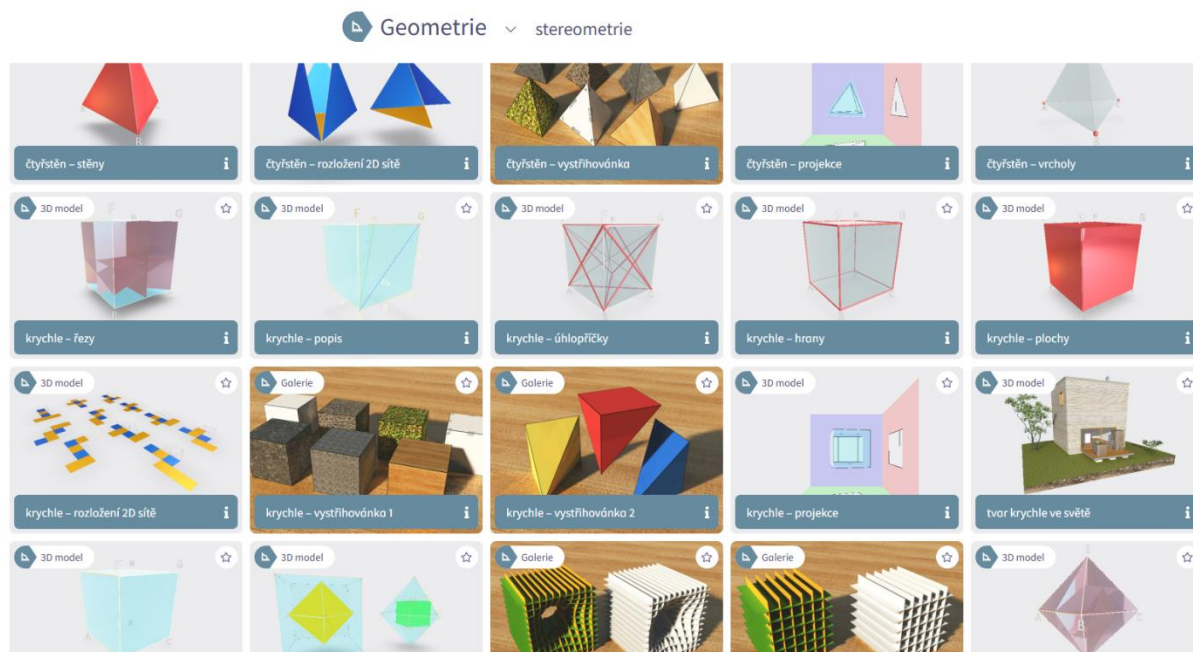 Geometrie stereometrie
čtyřstěn – stěny
čtyřstěn – rozložení 2D sítě
čtyřstěn – vystřihovánka
čtyřstěn – projekce
čtyřstěn – vrcholy
3D model
3D model
3D model
3D model
3D model
krychle – řezy
krychle – popis
krychle – úhlopříčky
krychle – hrany
krychle – plochy
3D model
Galerie
Galerie
3D model
3D model
krychle – rozložení 2D sítě
krychle – vystřihovánka 1
krychle – vystřihovánka 2
krychle – projekce
tvar krychle ve světě
3D model
3D model
Galerie
Galerie
3D model